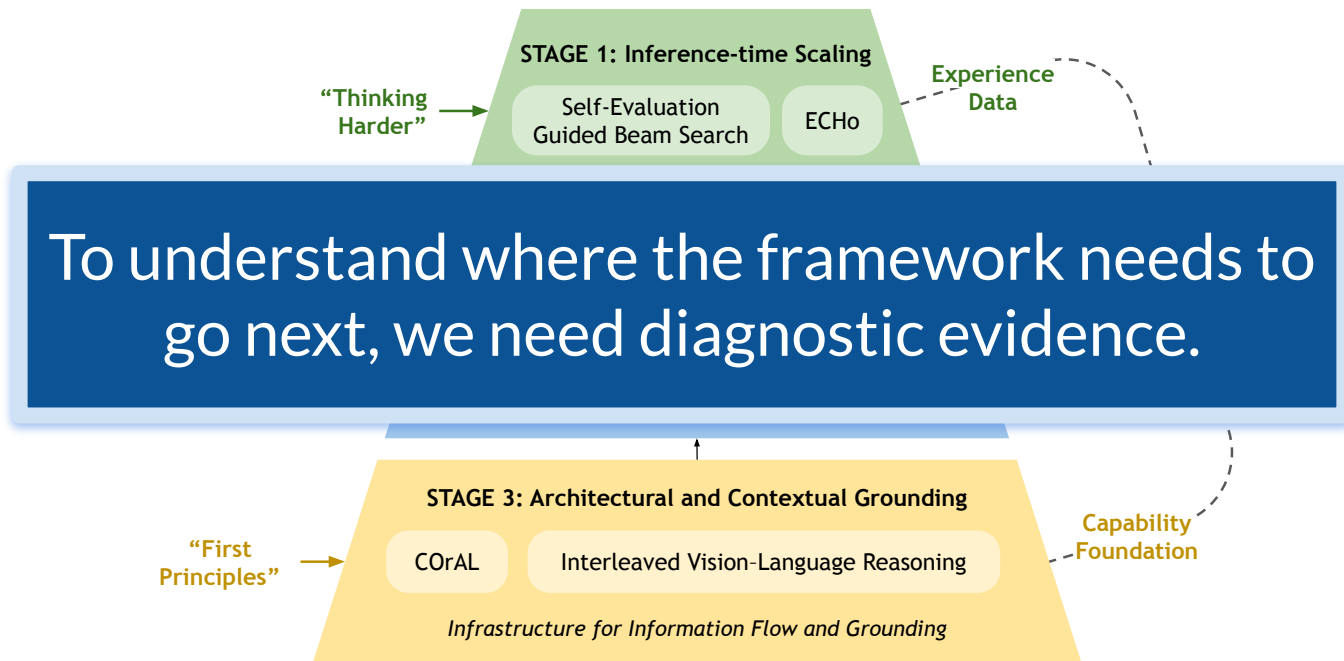 STAGE 1: Inference-time Scaling
“Thinking
Harder”
Self-Evaluation
Guided Beam Search
ECHo
Experience
Data
To understand where the framework needs to
go next, we need diagnostic evidence.
STAGE 3: Architectural and Contextual Grounding
“First
Principles”
COrAL
Interleaved Vision–Language Reasoning
Capability
Foundation
Infrastructure for Information Flow and Grounding